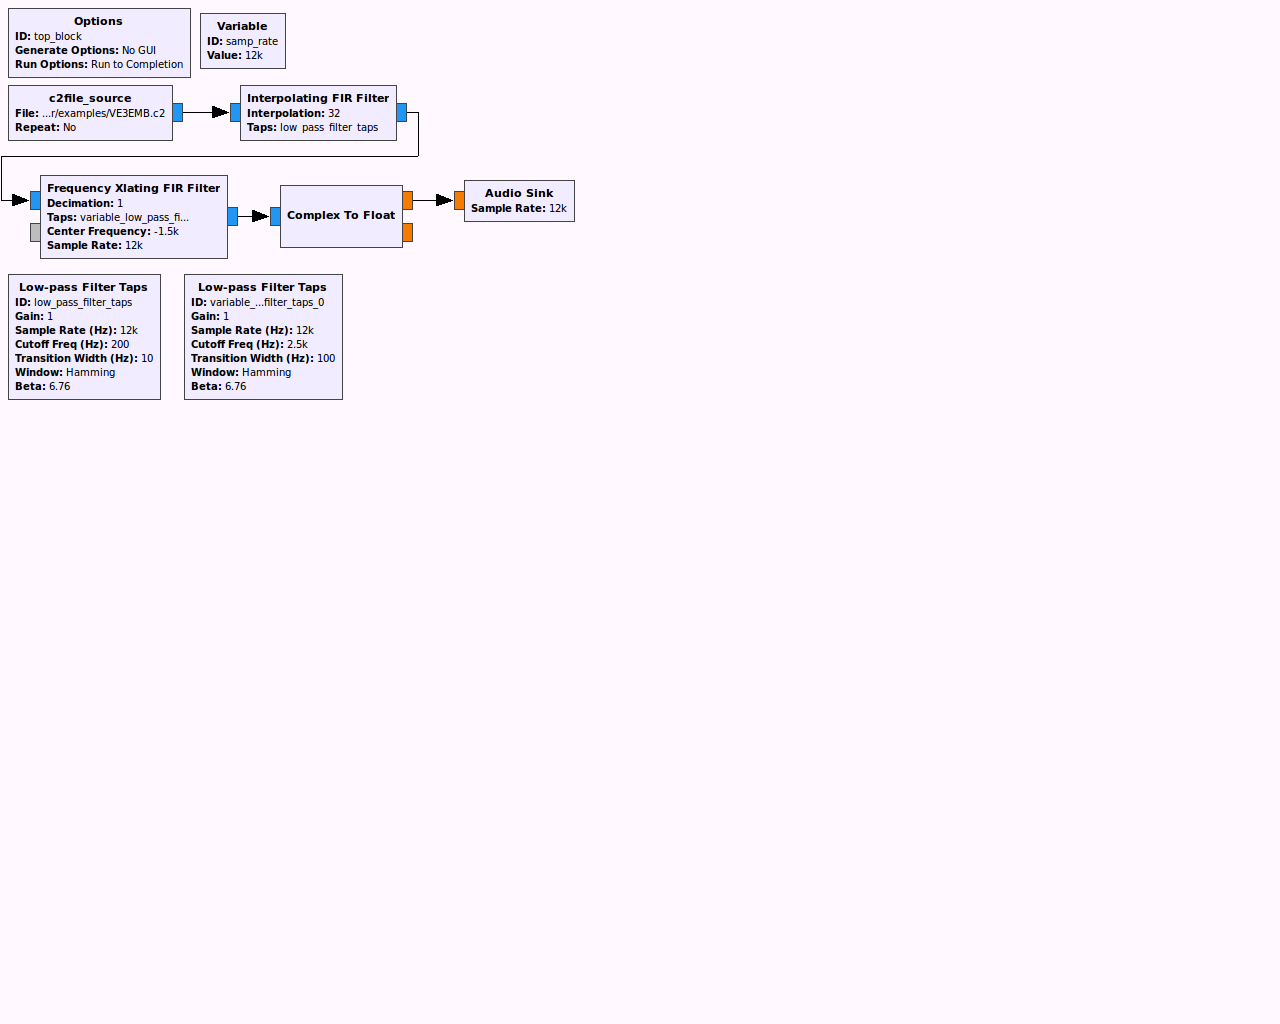 Options
ID: top_block
Generate Options: No GUI
Run Options: Run to Completion
Variable
ID: samp_rate
Value: 12k
c2file_source
File: ...r/examples/VE3EMB.c2
Repeat: No
Interpolating FIR Filter
Interpolation: 32
Taps: low_pass_filter_taps
Frequency Xlating FIR Filter
Decimation: 1
Taps: variable_low_pass_fi...
Center Frequency: -1.5k
Sample Rate: 12k
Complex To Float
Audio Sink
Sample Rate: 12k
Low-pass Filter Taps
ID: low_pass_filter_taps
Gain: 1
Sample Rate (Hz): 12k
Cutoff Freq (Hz): 200
Transition Width (Hz): 10
Window: Hamming
Beta: 6.76
Low-pass Filter Taps
ID: variable_...filter_taps_0
Gain: 1
Sample Rate (Hz): 12k
Cutoff Freq (Hz): 2.5k
Transition Width (Hz): 100
Window: Hamming
Beta: 6.76